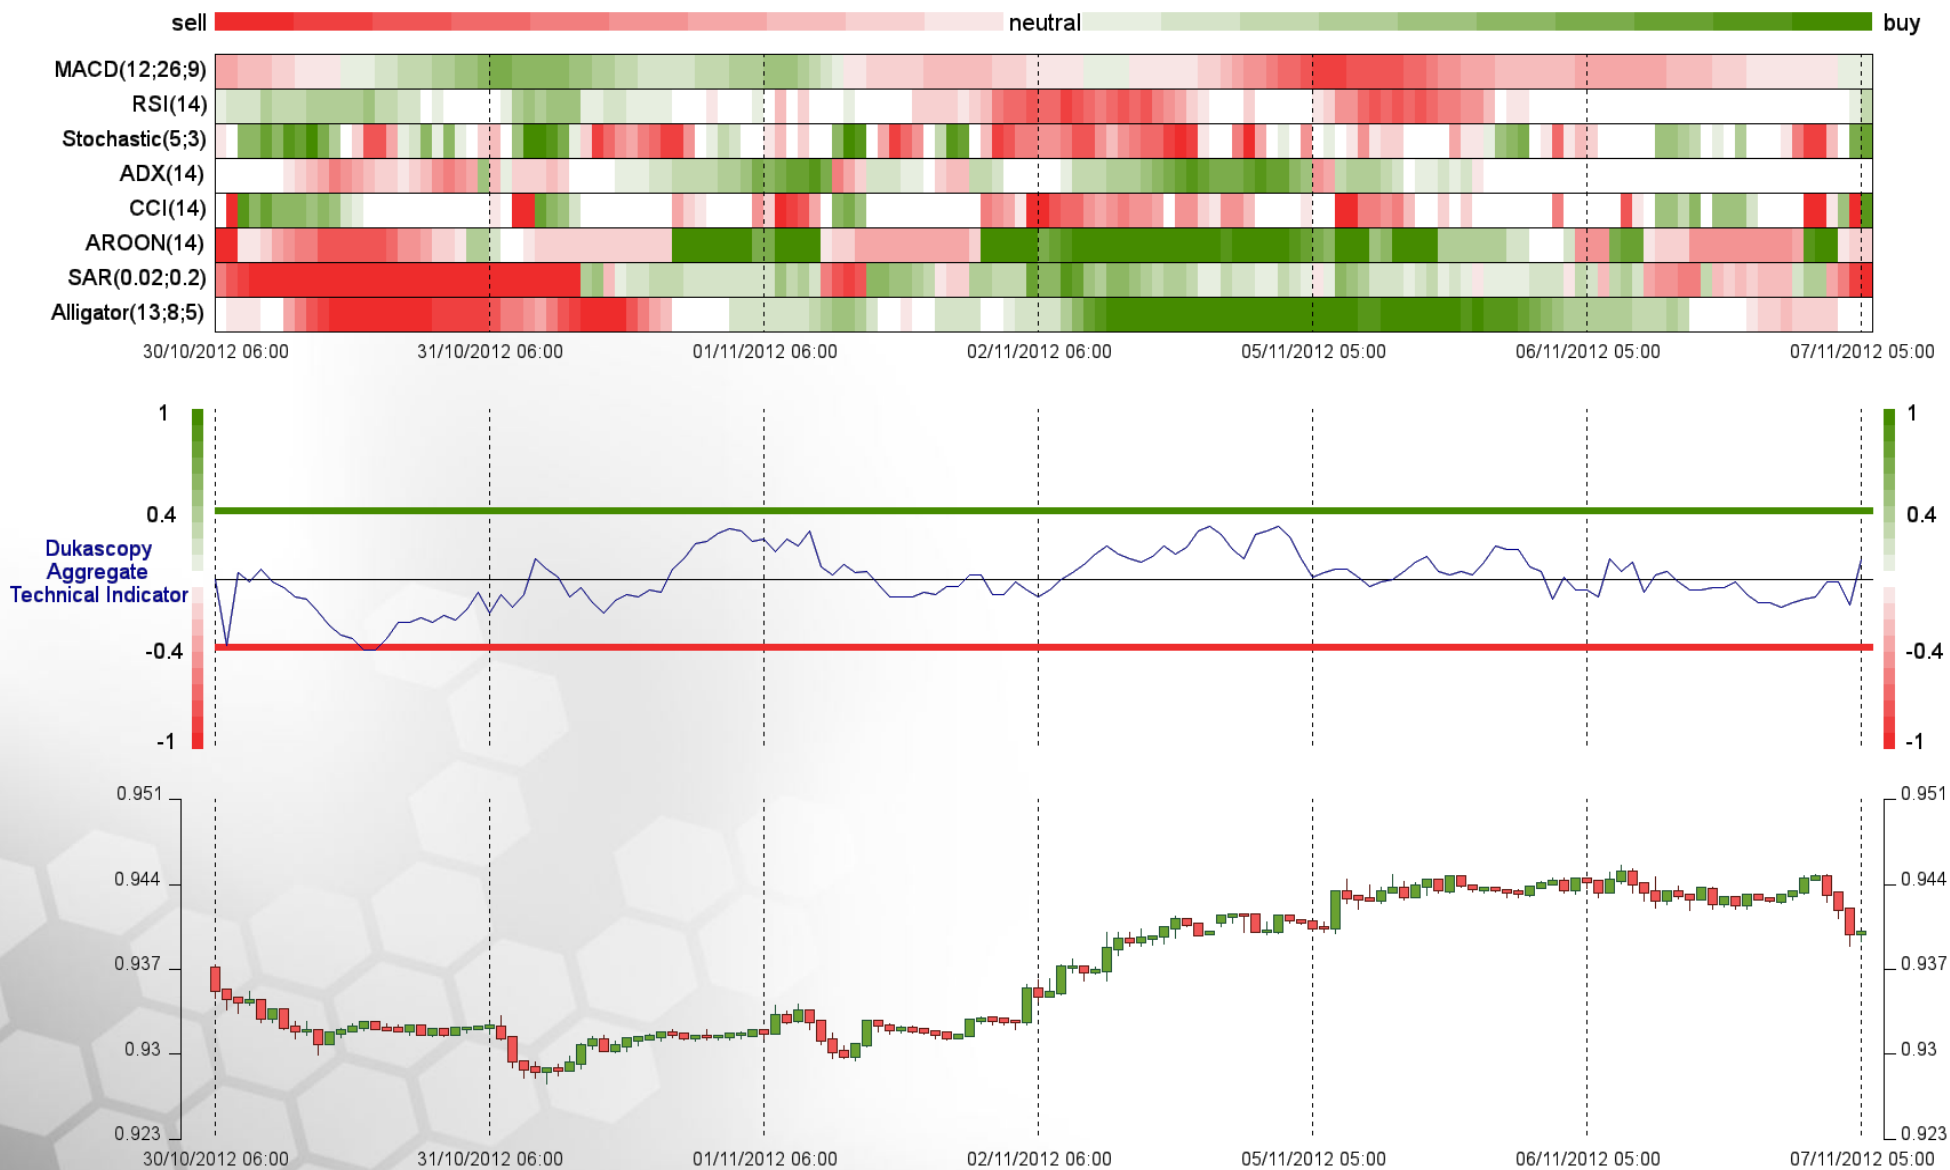 sell neutral buy
MACD(12;26;9)
RSI(14)
Stochastic(5;3)
ADX(14)
CCI(14)
AROON(14)
SAR(0.02;0.2)
Alligator(13;8;5)
30/10/2012 06:00 31/10/2012 06:00 01/11/2012 06:00 02/11/2012 06:00 05/11/2012 05:00 06/11/2012 05:00 07/11/2012 05:00
1 1
0.4 0.4
Dukascopy
Aggregate
Technical Indicator
-0.4 -0.4
-1 -1
0.951 0.951
0.944 0.944
0.937 0.937
0.93 0.93
0.923 0.923
30/10/2012 06:00 31/10/2012 06:00 01/11/2012 06:00 02/11/2012 06:00 05/11/2012 05:00 06/11/2012 05:00 07/11/2012 05:00